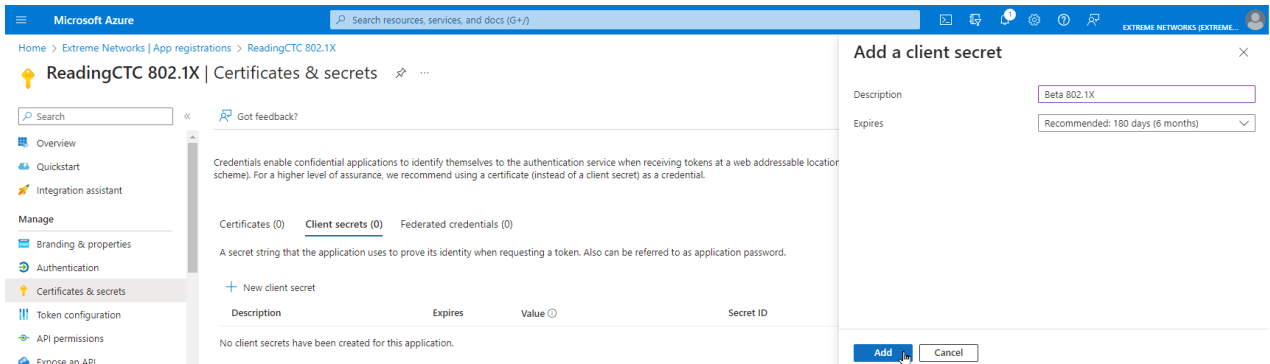 Microsoft Azure
Search resources, services, and docs (G+/)
1
EXTREME NETWORKS (EXTREME...
Home > Extreme Networks | App registrations > ReadingCTC 802.1X
ReadingCTC 802.1X | Certificates & secrets
Search
Got feedback?
Overview
Quickstart
Integration assistant
Manage
Branding & properties
Authentication
Certificates & secrets
Token configuration
API permissions
Expose an API
Credentials enable confidential applications to identify themselves to the authentication service when receiving tokens at a web addressable location
scheme). For a higher level of assurance, we recommend using a certificate (instead of a client secret) as a credential.
Certificates (0) Client secrets (0) Federated credentials (0)
A secret string that the application uses to prove its identity when requesting a token. Also can be referred to as application password.
New client secret
Description Expires Value Secret ID
No client secrets have been created for this application.
Add a client secret
Description Beta 802.1X
Expires Recommended: 180 days (6 months)
Add Cancel